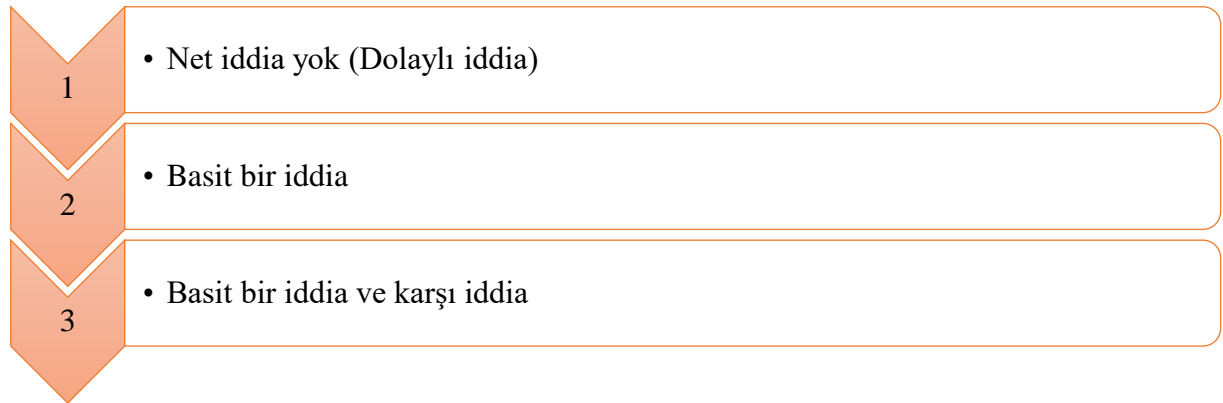 1
• Net iddia yok (Dolaylı iddia)
2
• Basit bir iddia
3
• Basit bir iddia ve karşı iddia